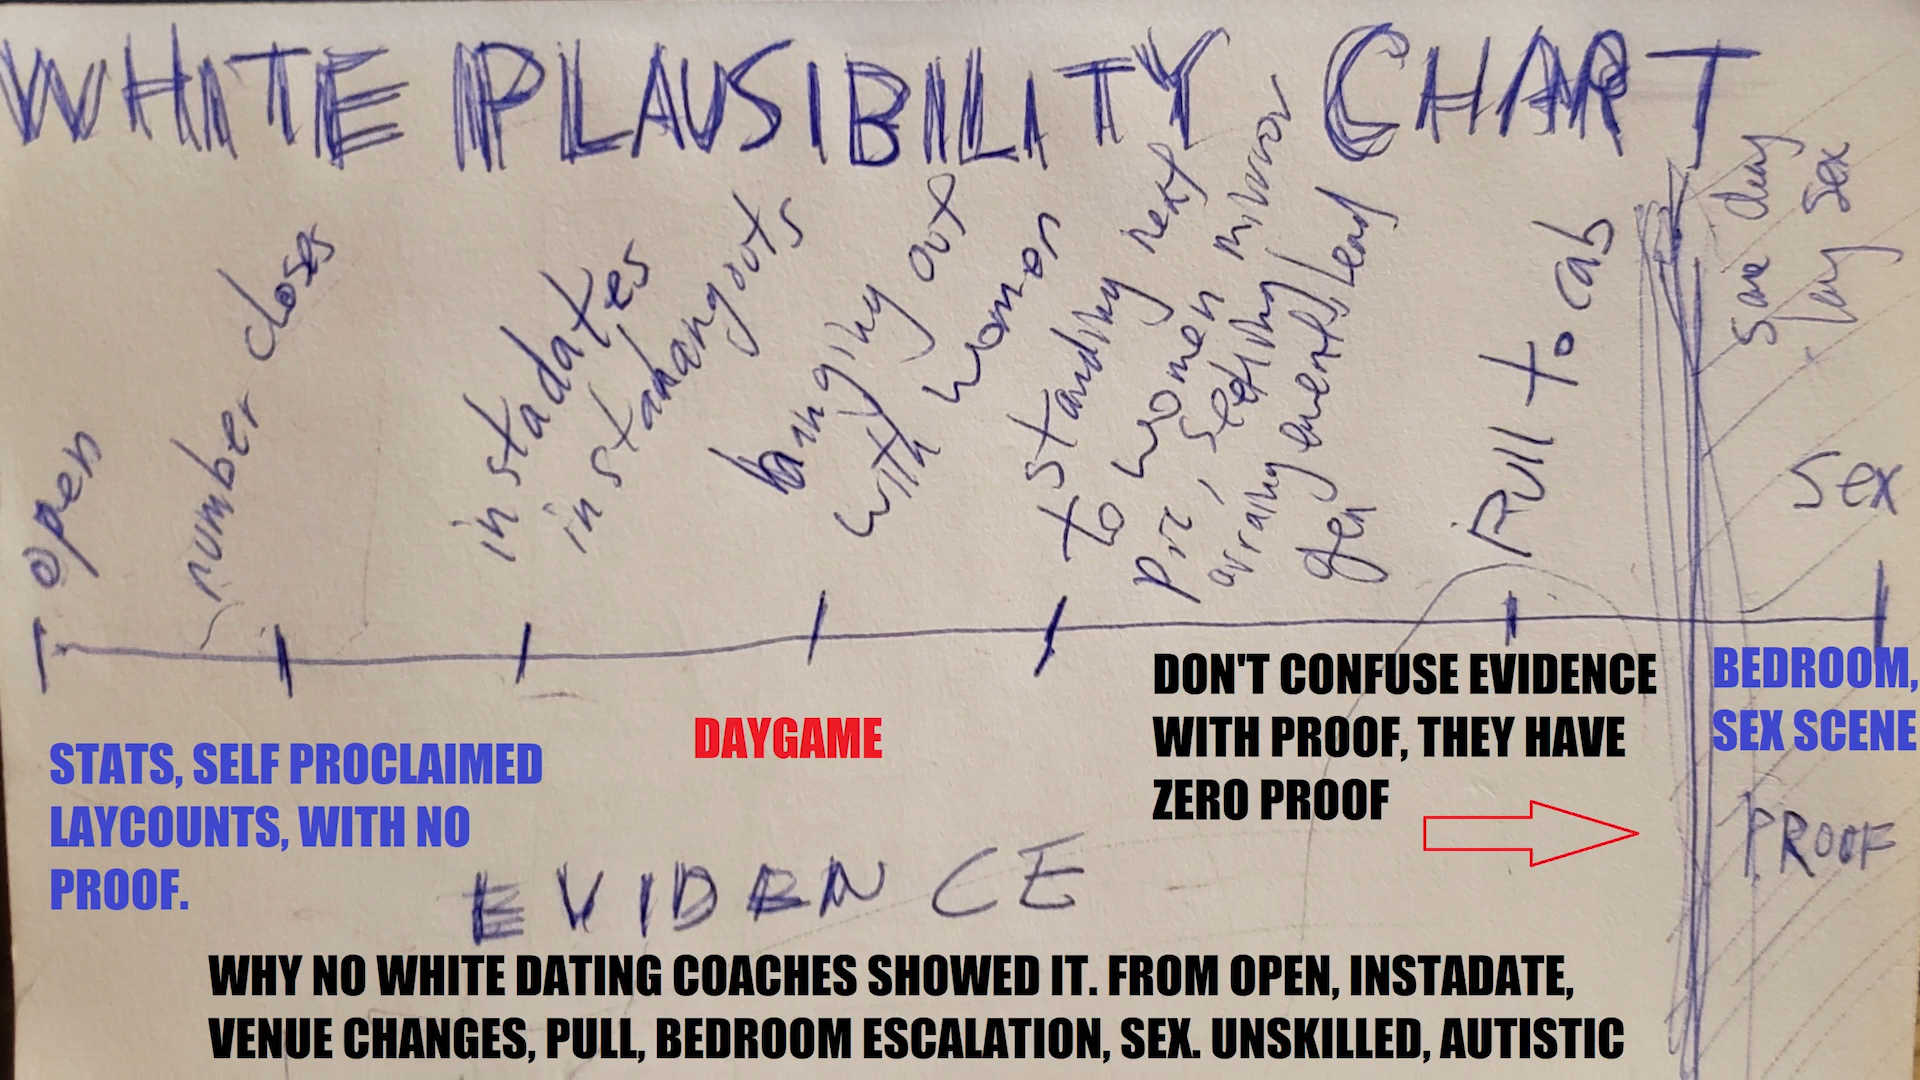 WHITE PLAUSIBILITY CHART
open
number closes
instadates
instahangouts
hanging out
with women
standing next
to women mirror
pic, setting/lead
gen
Pull to cab
Same day
lay sex
Sex
STATS, SELF PROCLAIMED
LAYCOUNTS, WITH NO
PROOF.
DAYGAME
DON'T CONFUSE EVIDENCE
WITH PROOF, THEY HAVE
ZERO PROOF
BEDROOM,
SEX SCENE
PROOF
EVIDENCE
WHY NO WHITE DATING COACHES SHOWED IT. FROM OPEN, INSTADATE,
VENUE CHANGES, PULL, BEDROOM ESCALATION, SEX. UNSKILLED, AUTISTIC